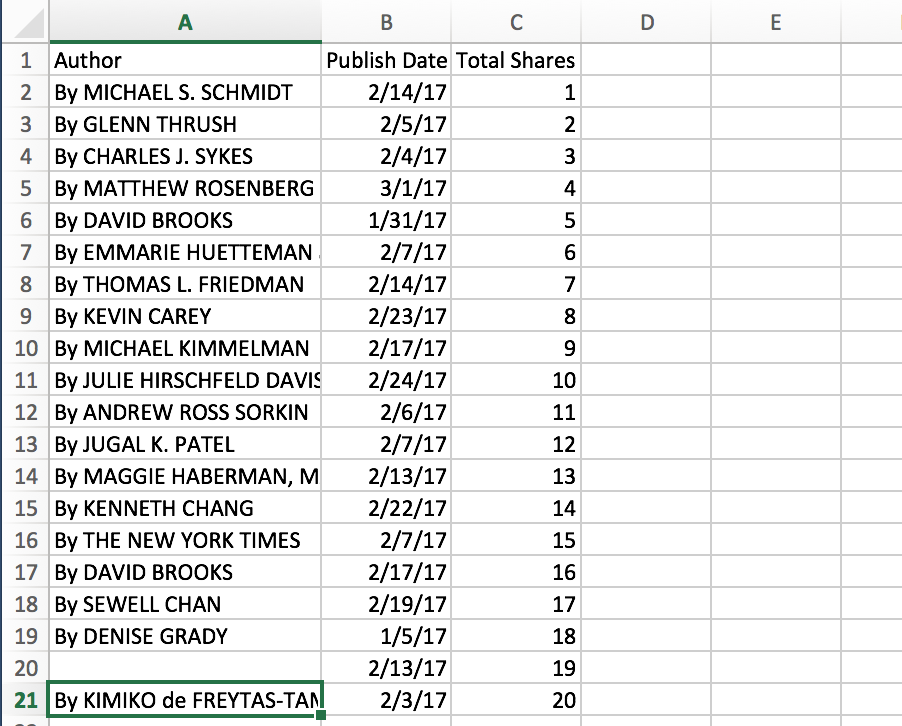 A B C D E
1 Author Publish Date Total Shares
2 By MICHAEL S. SCHMIDT 2/14/17 1
3 By GLENN THRUSH 2/5/17 2
4 By CHARLES J. SYKES 2/4/17 3
5 By MATTHEW ROSENBERG 3/1/17 4
6 By DAVID BROOKS 1/31/17 5
7 By EMMARIE HUETTEMAN 2/7/17 6
8 By THOMAS L. FRIEDMAN 2/14/17 7
9 By KEVIN CAREY 2/23/17 8
10 By MICHAEL KIMMELMAN 2/17/17 9
11 By JULIE HIRSCHFELD DAVIS 2/24/17 10
12 By ANDREW ROSS SORKIN 2/6/17 11
13 By JUGAL K. PATEL 2/7/17 12
14 By MAGGIE HABERMAN, M 2/13/17 13
15 By KENNETH CHANG 2/22/17 14
16 By THE NEW YORK TIMES 2/7/17 15
17 By DAVID BROOKS 2/17/17 16
18 By SEWELL CHAN 2/19/17 17
19 By DENISE GRADY 1/5/17 18
20 2/13/17 19
21 By KIMIKO de FREYTAS-TAM 2/3/17 20